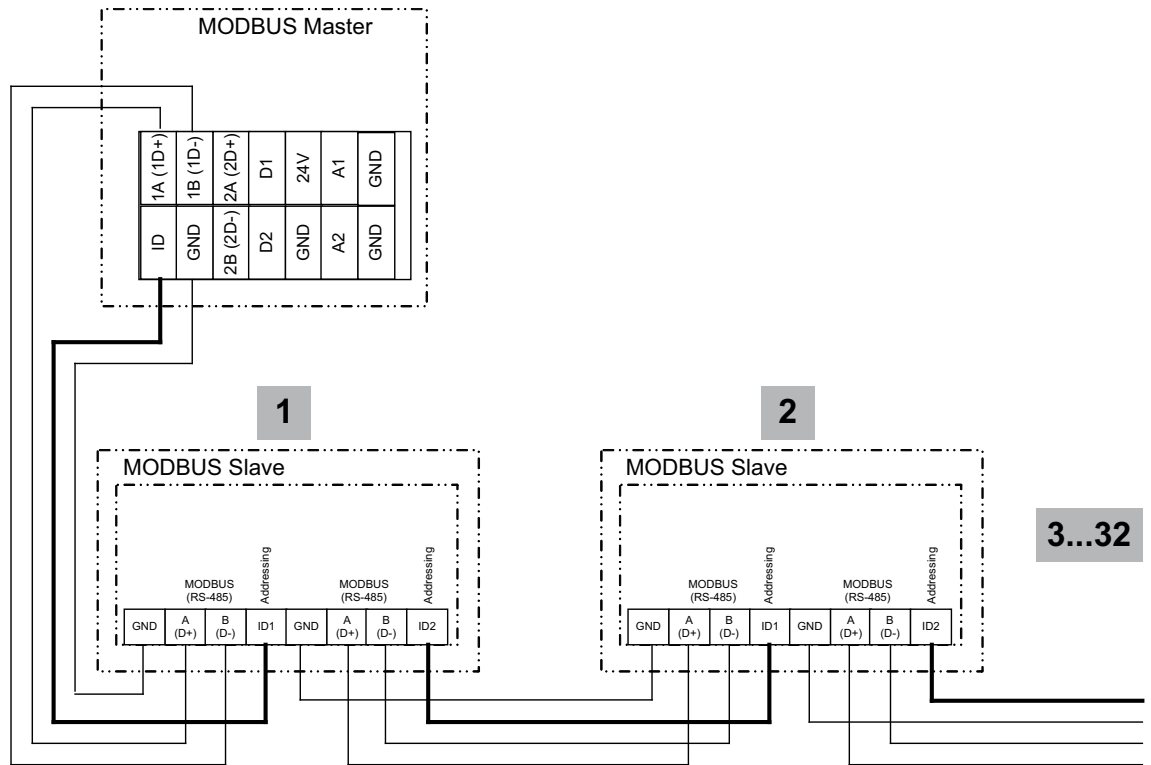 MODBUS Master
1A (1D+) 1B (1D-) 2A (2D+) D1 24V A1 GND
ID GND 2B (2D-) D2 GND A2 GND
1 2
MODBUS Slave MODBUS Slave
3...32
MODBUS
(RS-485)
Addressing
MODBUS
(RS-485)
Addressing
GND A
(D+) B
(D-) ID1 GND A
(D+) B
(D-) ID2
MODBUS
(RS-485)
Addressing
MODBUS
(RS-485)
Addressing
GND A
(D+) B
(D-) ID1 GND A
(D+) B
(D-) ID2